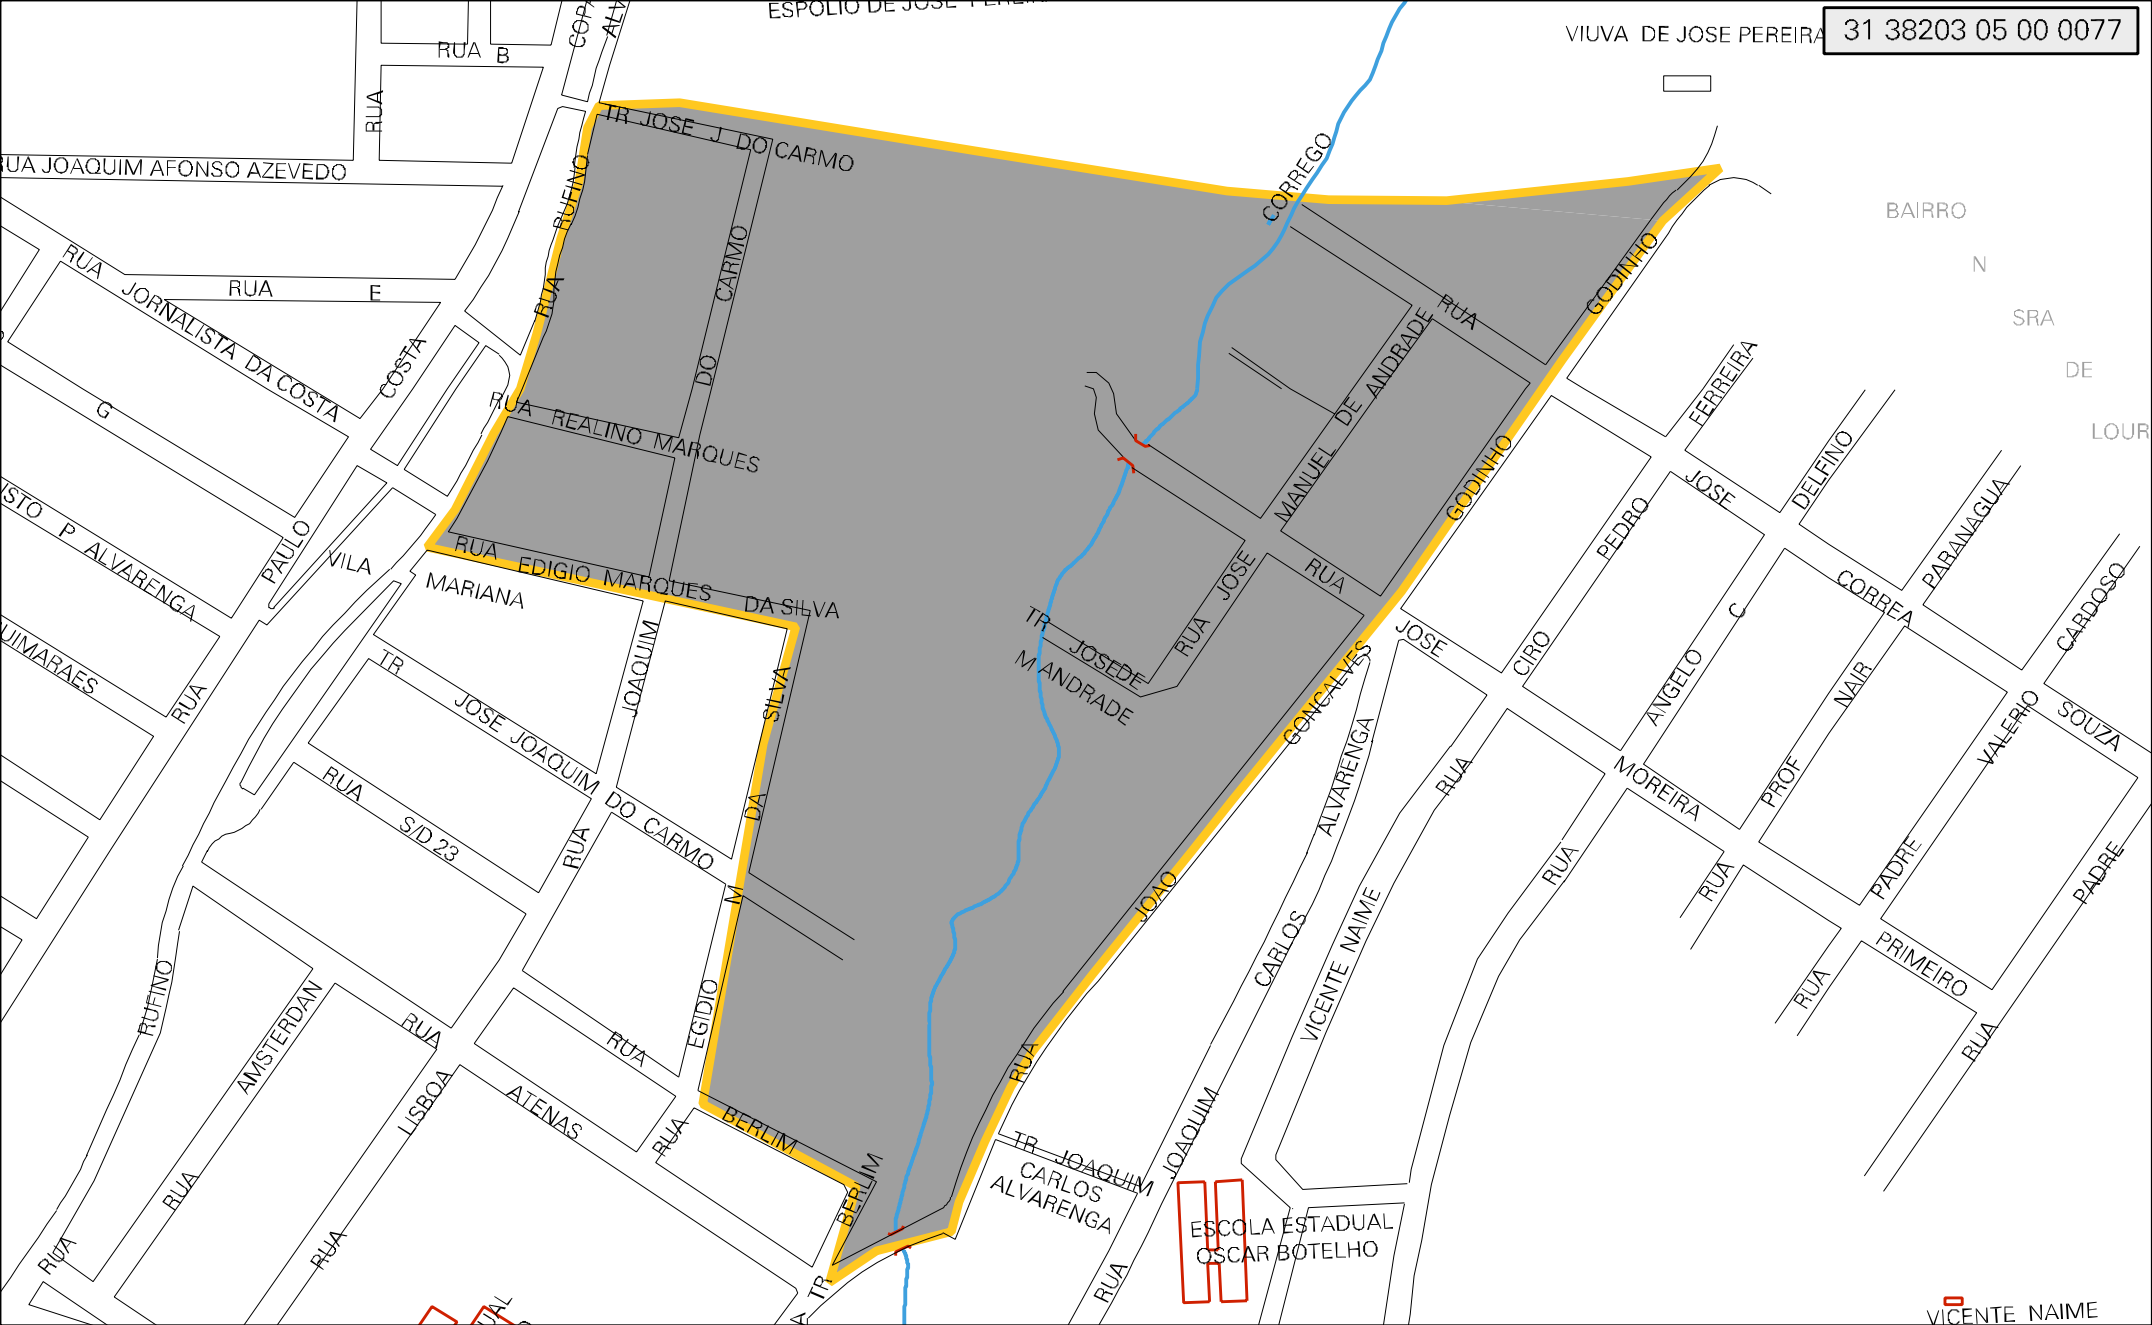 ESPOLIO DE JOSE PEREIRA
VIUVA DE JOSE PEREIRA
31 38203 05 00 0077
RUA B
RUA
TR JOSE J DO CARMO
RUA JOAQUIM AFONSO AZEVEDO
RUA RUFINO
CORREGO
BAIRRO
N
SRA
DE
LOUR
RUA E
RUA JORNALISTA DA COSTA
DO CARMO
RUA
GODINHO
COSTA
G
RUA REALINO MARQUES
MANUEL DE ANDRADE
GODINHO
FERREIRA
JOSE
DELFINO
PARANAGUA
ISTO P ALVARENGA
PAULO
VILA
MARIANA
RUA EDIGIO MARQUES DA SILVA
RUA
RUA JOSE
PEDRO
CORREA
CARDOSO
UIMARAES
RUA
TR JOSE JOAQUIM DO CARMO
JOAQUIM
TR JOSEDE
M ANDRADE
JOSE
CIRO
ANGELO C
NAIR
VALERIO
SOUZA
SILVA
DA
M
EGIDIO
GONCALVES
ALVARENGA
RUA
MOREIRA
PROF
RUA S/D 23
RUA
JOAO
CARLOS
VICENTE NAIME
RUA
RUA
PADRE
PADRE
PRIMEIRO
RUA
RUA
RUFINO
AMSTERDAN
RUA
RUA
ATENAS
LISBOA
RUA
BERLIM
BERLIM
RUA
TR JOAQUIM
CARLOS
ALVARENGA
JOAQUIM
ESCOLA ESTADUAL
OSCAR BOTELHO
RUA
RUA
RUA
TR
RUA
UAL
VICENTE NAIME